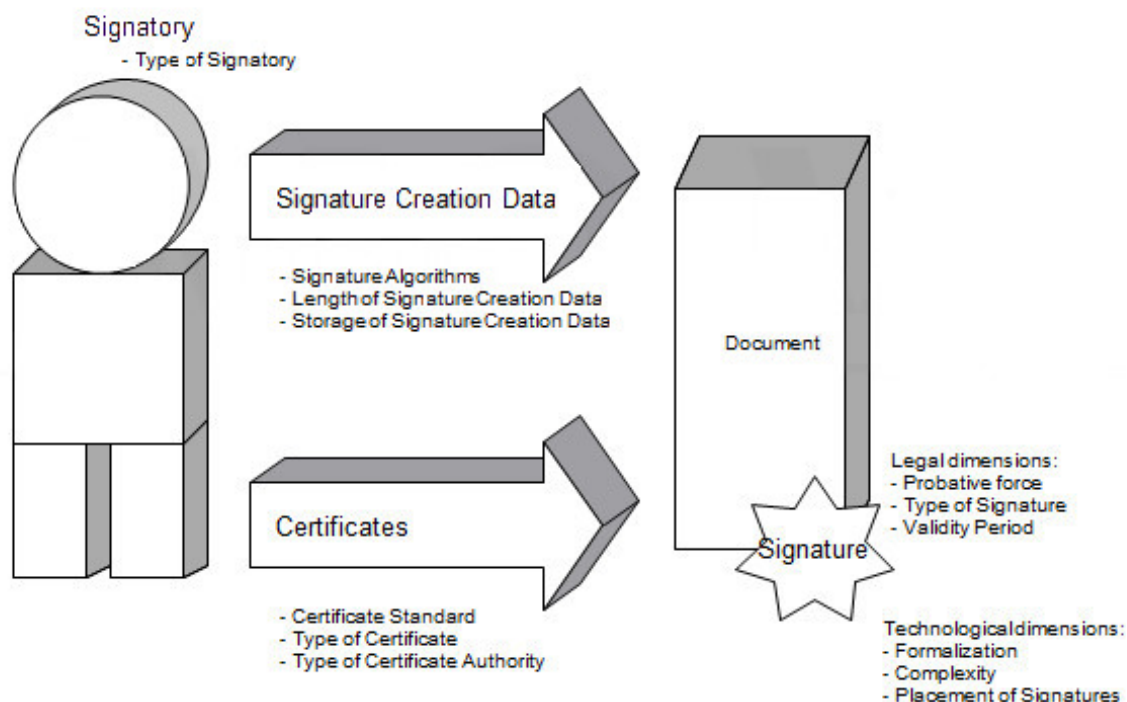 Signatory
- Type of Signatory
Signature Creation Data
- Signature Algorithms
- Length of Signature Creation Data
- Storage of Signature Creation Data
Document
Certificates
- Certificate Standard
- Type of Certificate
- Type of Certificate Authority
Signature
Legal dimensions:
- Probative force
- Type of Signature
- Validity Period
Technological dimensions:
- Formalization
- Complexity
- Placement of Signatures